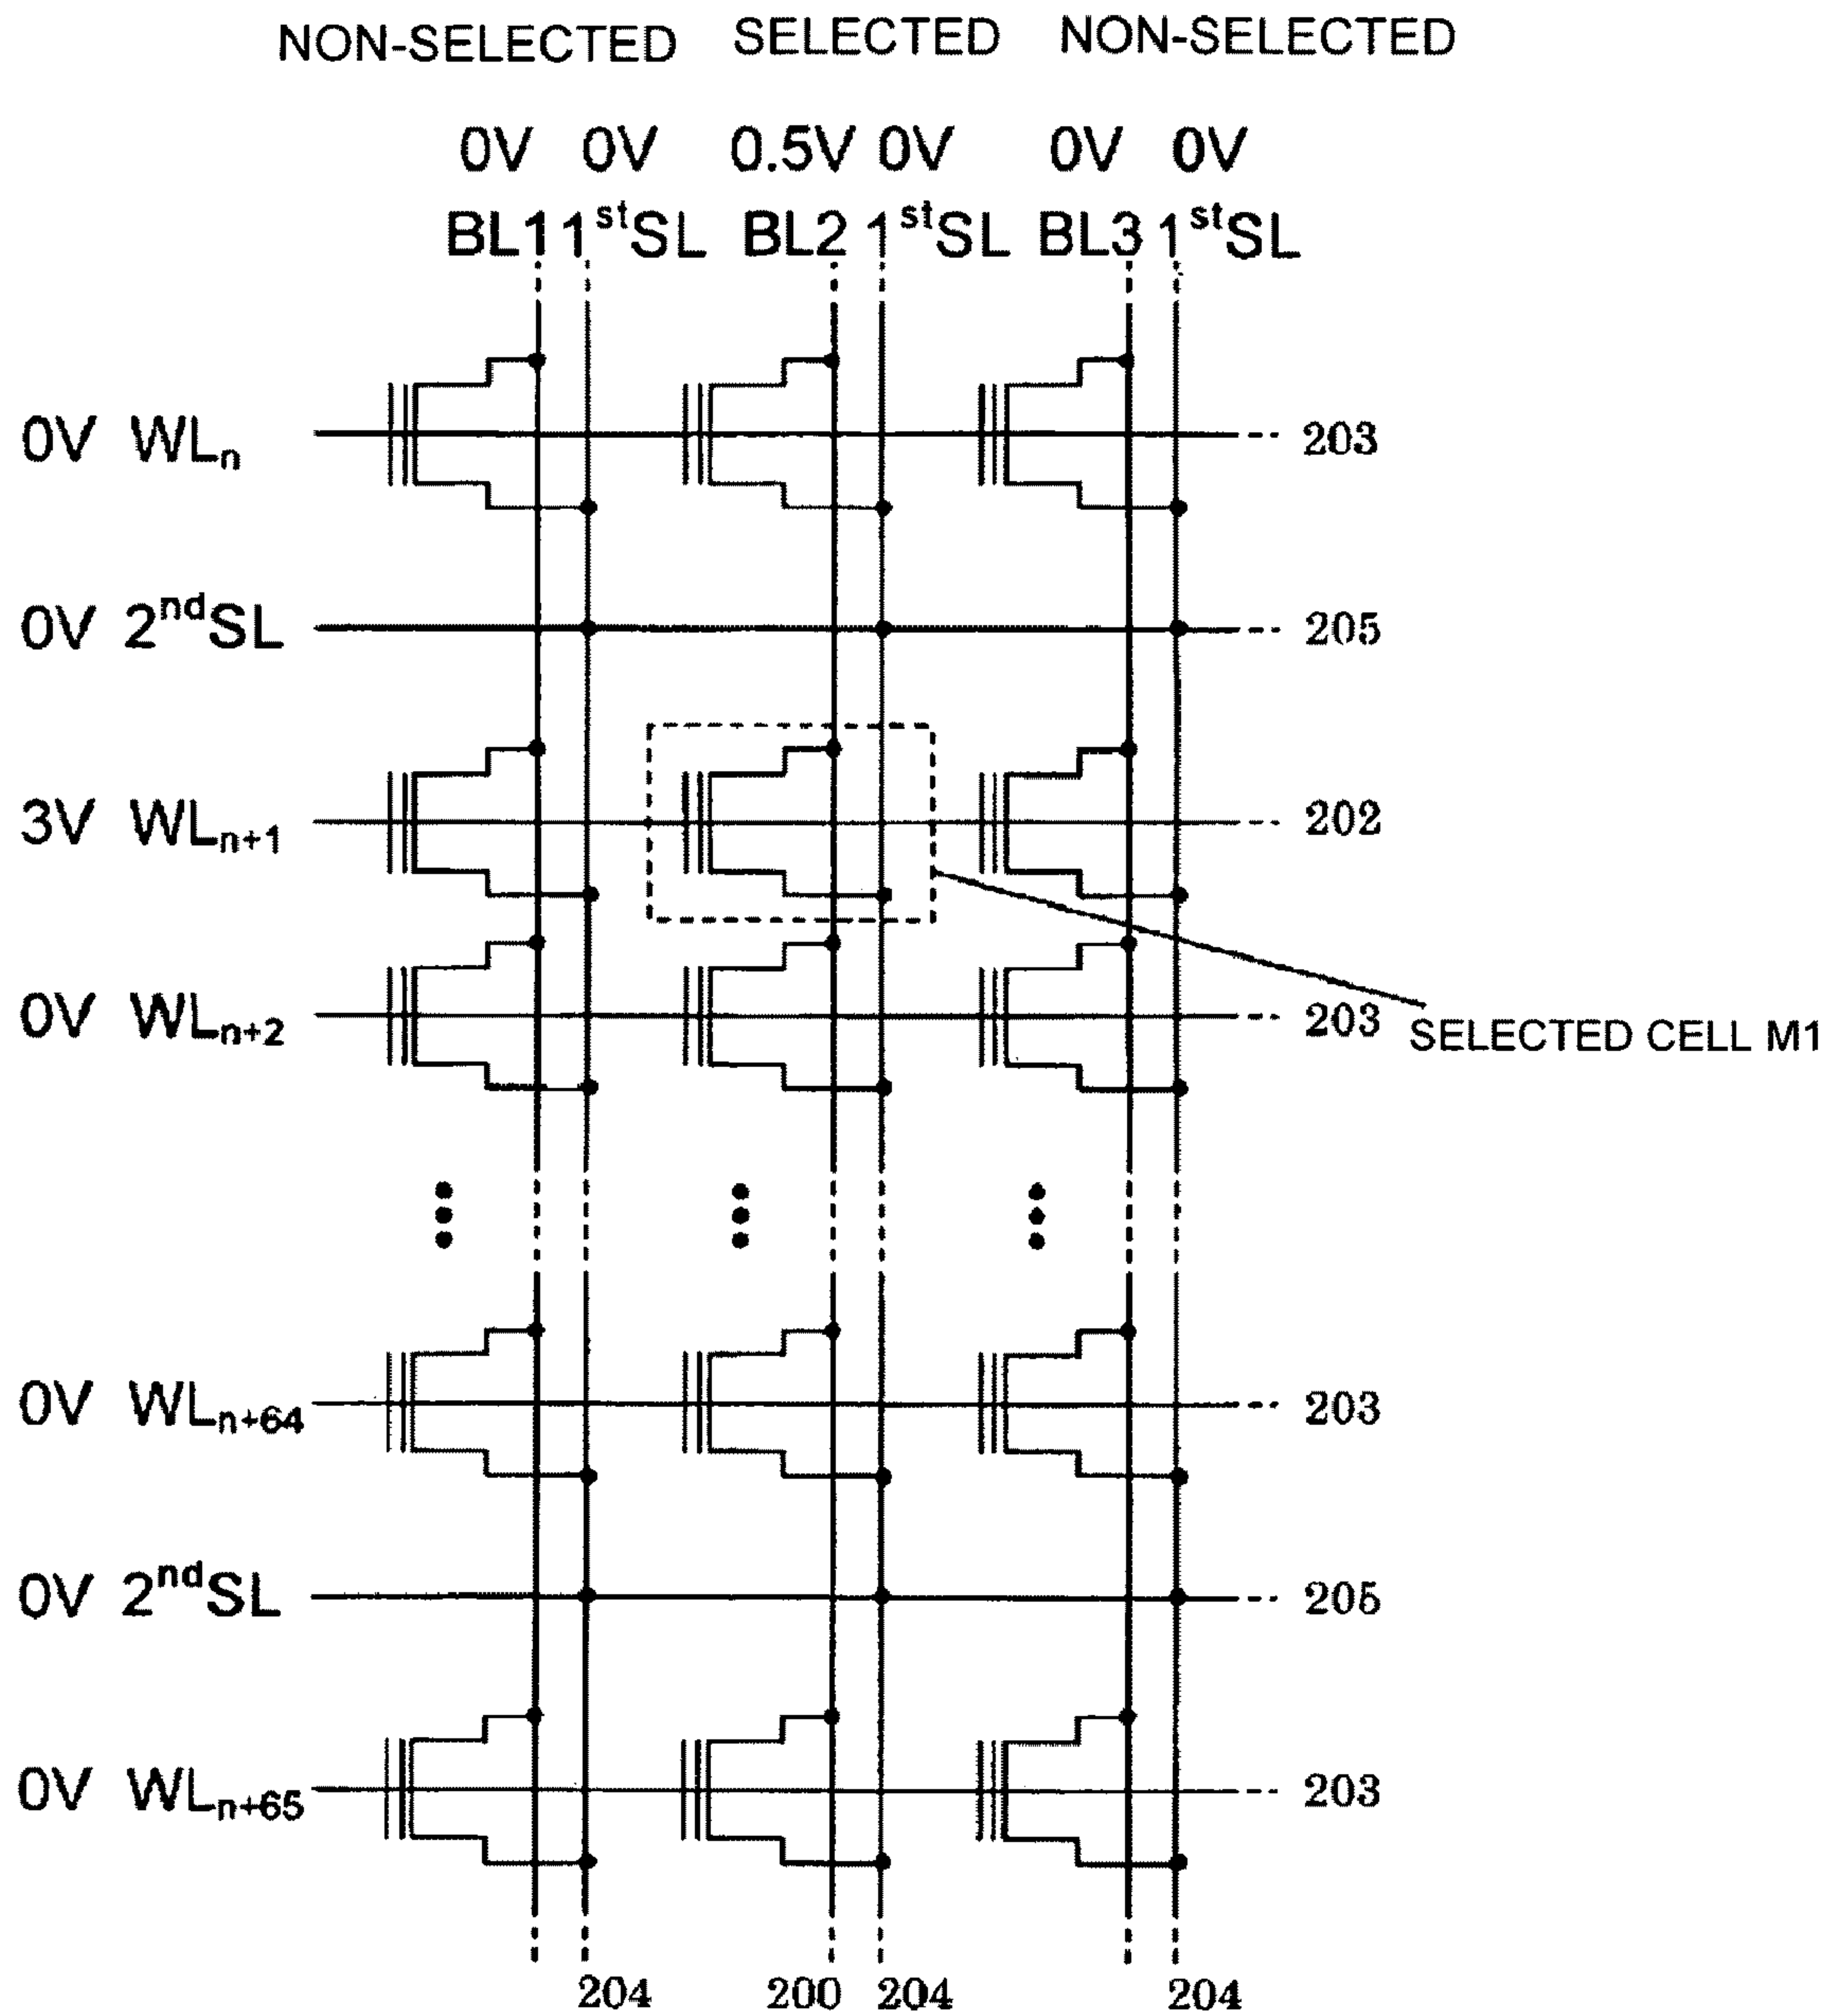 NON-SELECTED SELECTED NON-SELECTED
0V 0V 0.5V 0V 0V 0V
BL1 1stSL BL2 1stSL BL3 1stSL
0V WLn 203
0V 2ndSL 205
3V WLn+1 202
0V WLn+2 203
SELECTED CELL M1
0V WLn+64 203
0V 2ndSL 205
0V WLn+65 203
204 200 204 204